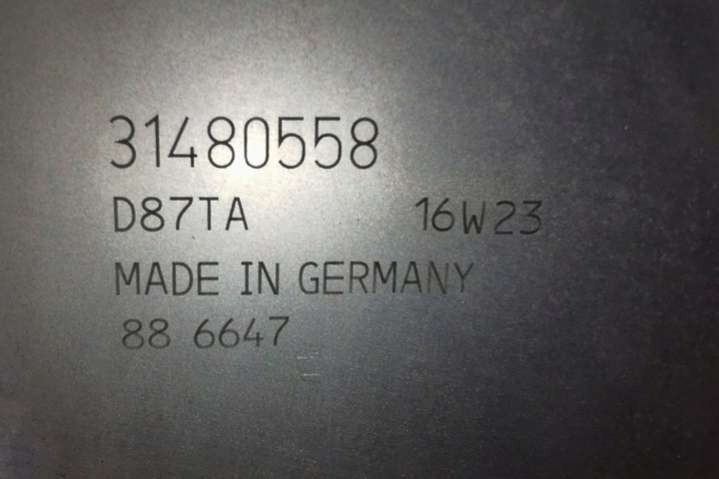 31480558
D87TA 16W23
MADE IN GERMANY
88 6647